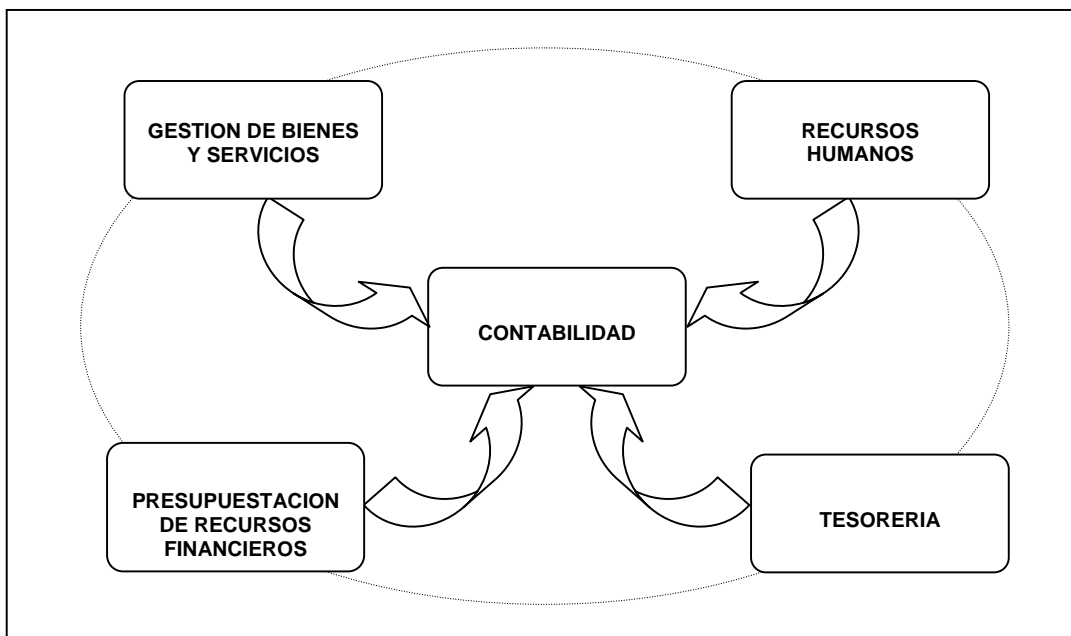 GESTION DE BIENES
Y SERVICIOS
RECURSOS
HUMANOS
CONTABILIDAD
PRESUPUESTACION
DE RECURSOS
FINANCIEROS
TESORERIA